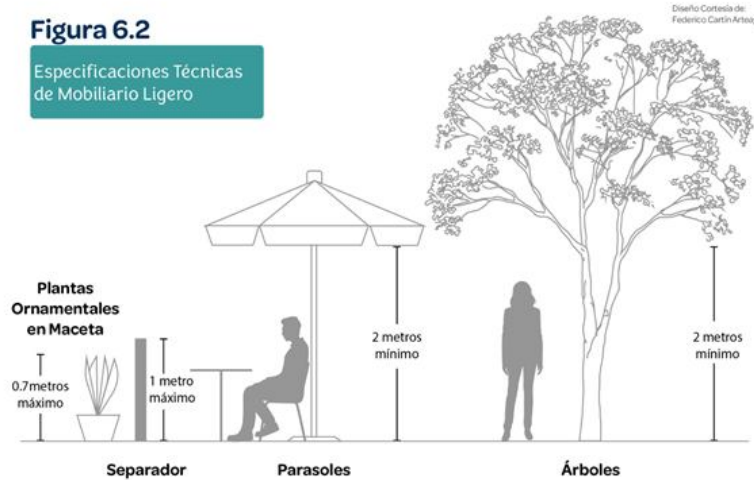 Figura 6.2
Especificaciones Técnicas
de Mobiliario Ligero
Diseño Cortesía de:
Federico Cartín Arteag
Plantas
Ornamentales
en Maceta
0.7metros
máximo
1 metro
máximo
2 metros
mínimo
2 metros
mínimo
Separador
Parasoles
Árboles